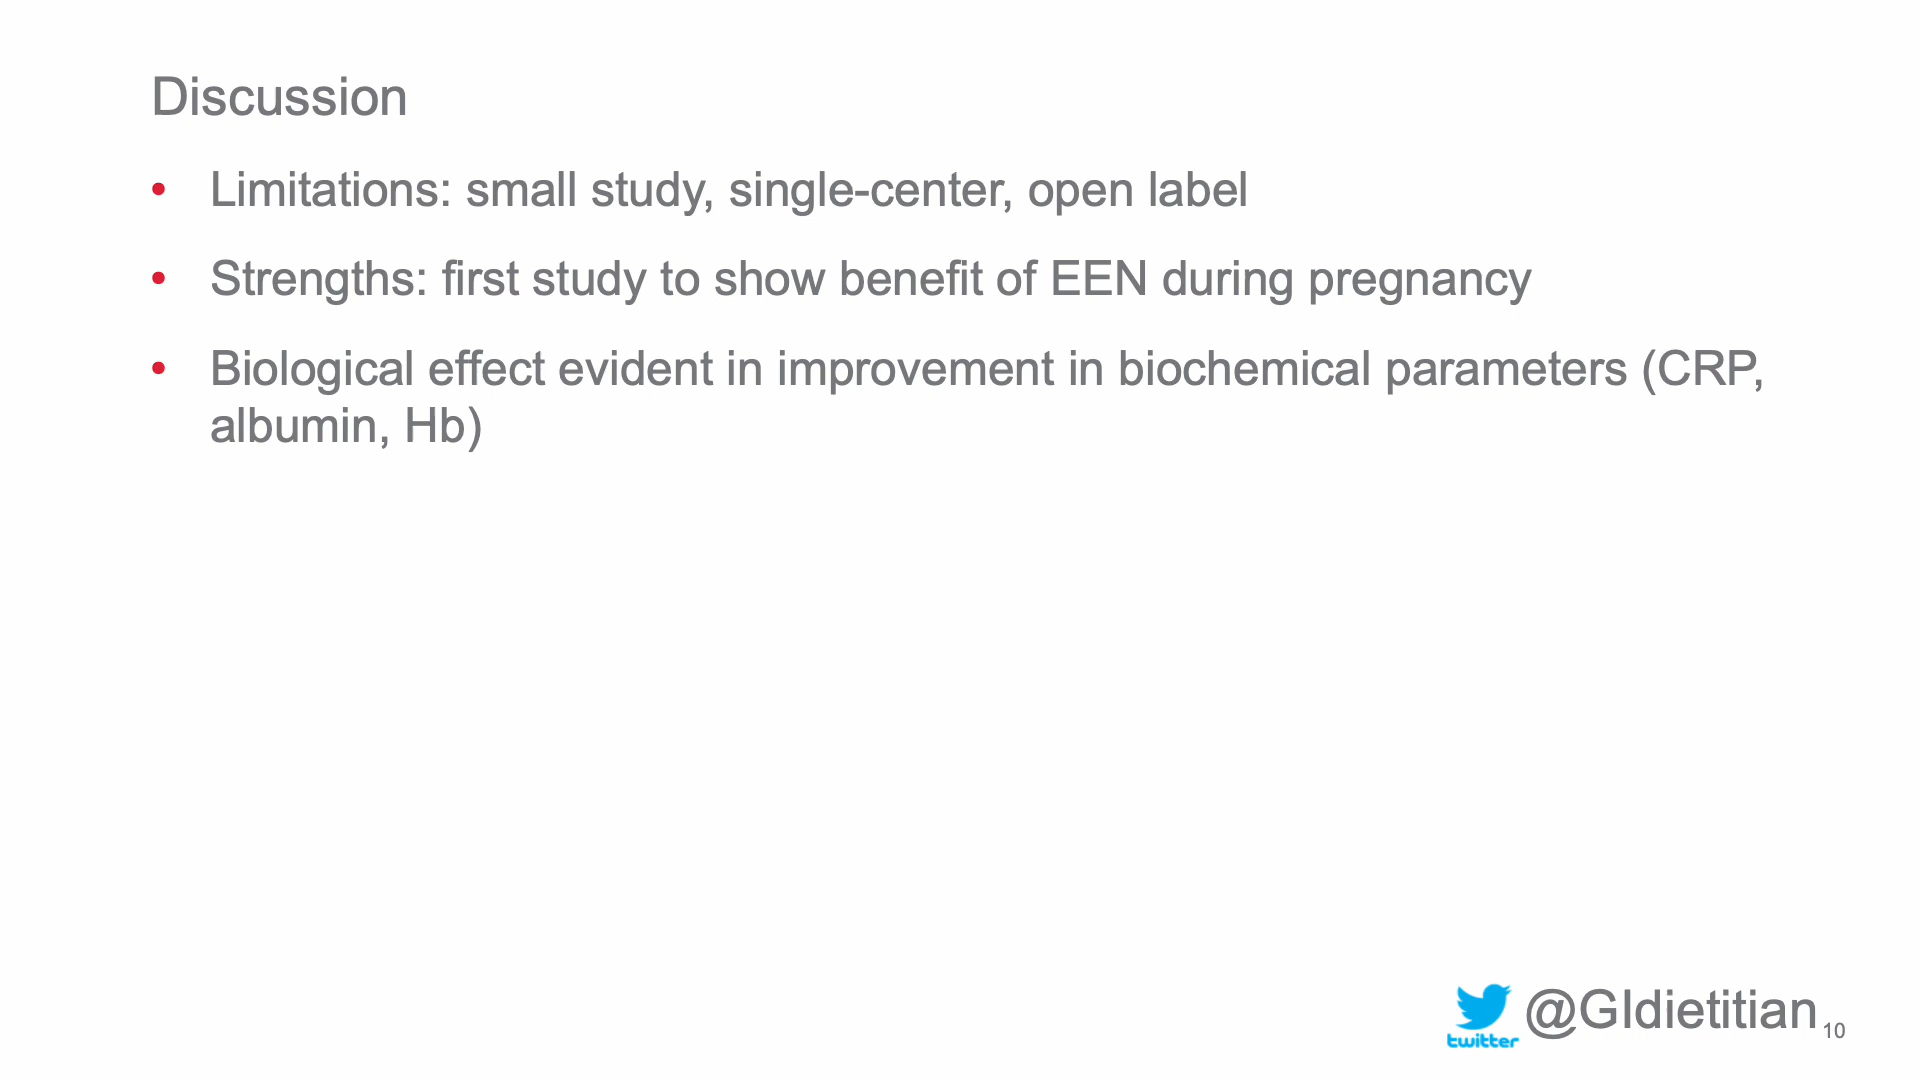 Discussion
• Limitations: small study, single-center, open label
• Strengths: first study to show benefit of EEN during pregnancy
• Biological effect evident in improvement in biochemical parameters (CRP,
albumin, Hb)
twitter @GIdietitian 10